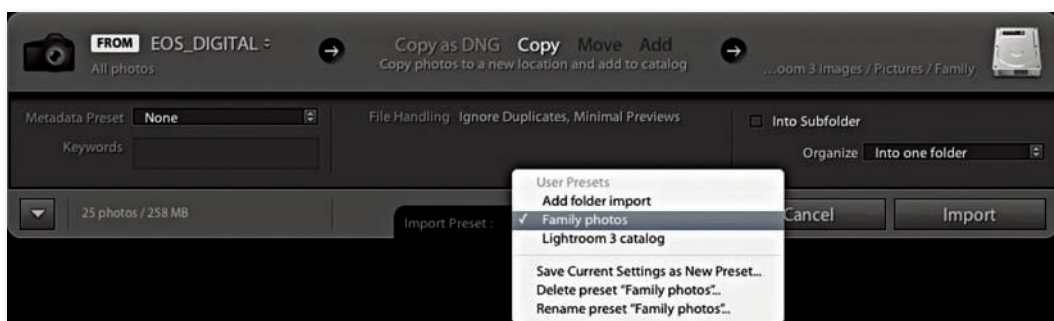 FROM EOS_DIGITAL
All photos
Copy as DNG Copy Move Add
Copy photos to a new location and add to catalog
...oom 3 images / Pictures / Family
Metadata Preset None
Keywords
File Handling Ignore Duplicates, Minimal Previews
Into Subfolder
Organize Into one folder
25 photos / 258 MB
Import Preset :
User Presets
Add folder import
✓ Family photos
Lightroom 3 catalog
Save Current Settings as New Preset...
Delete preset “Family photos”...
Rename preset “Family photos”...
Cancel
Import